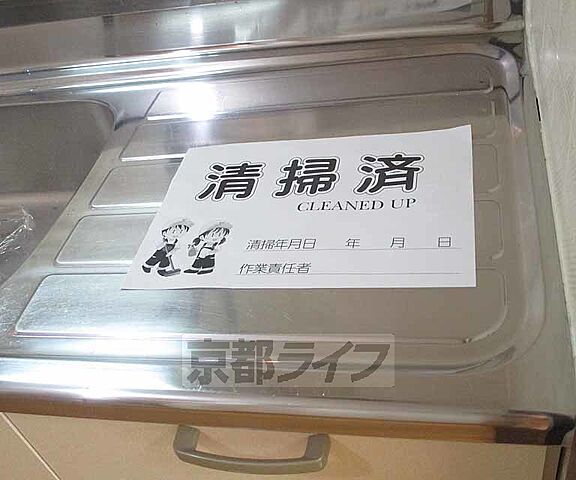 清掃済
CLEANED UP
清掃年月日　　年　　月　　日
作業責任者
京都ライフ